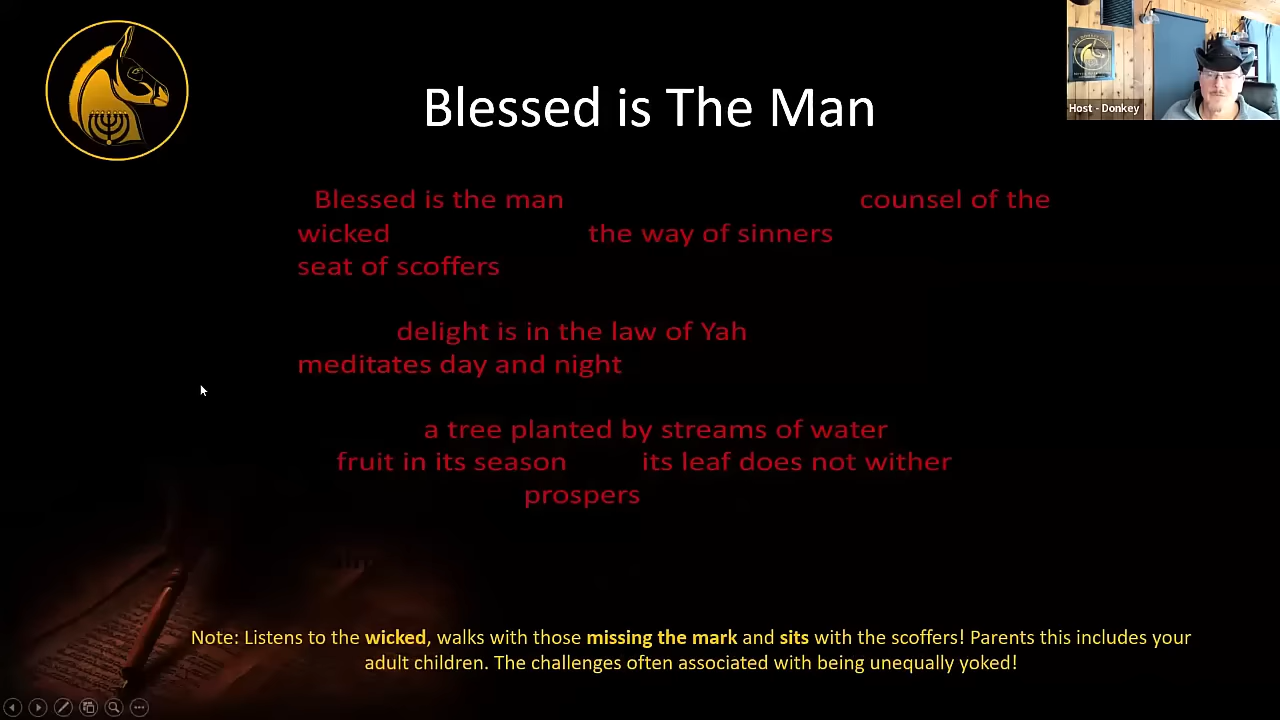 Blessed is The Man
Host - Donkey
Blessed is the man counsel of the
wicked the way of sinners
seat of scoffers
delight is in the law of Yah
meditates day and night
a tree planted by streams of water
fruit in its season its leaf does not wither
prospers
Note: Listens to the wicked, walks with those missing the mark and sits with the scoffers! Parents this includes your
adult children. The challenges often associated with being unequally yoked!